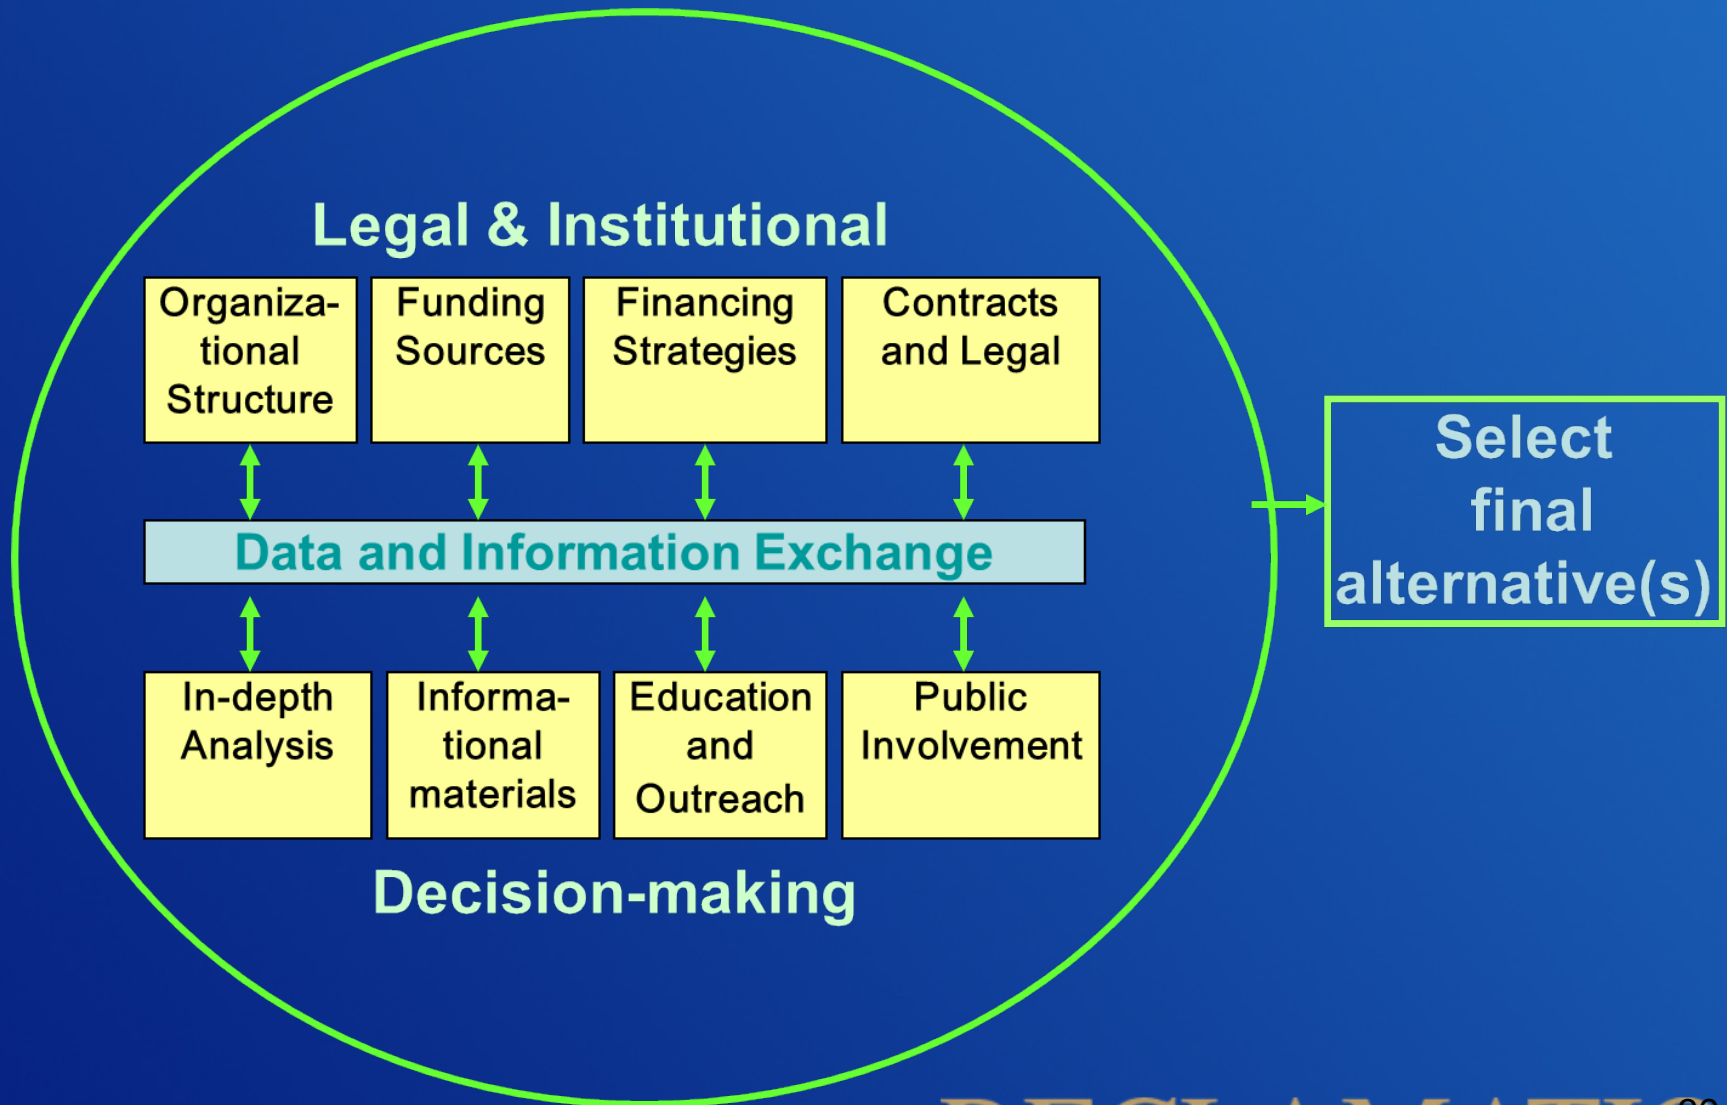 Legal & Institutional
Organiza-
tional
Structure
Funding
Sources
Financing
Strategies
Contracts
and Legal
Data and Information Exchange
In-depth
Analysis
Informa-
tional
materials
Education
and
Outreach
Public
Involvement
Decision-making
Select
final
alternative(s)